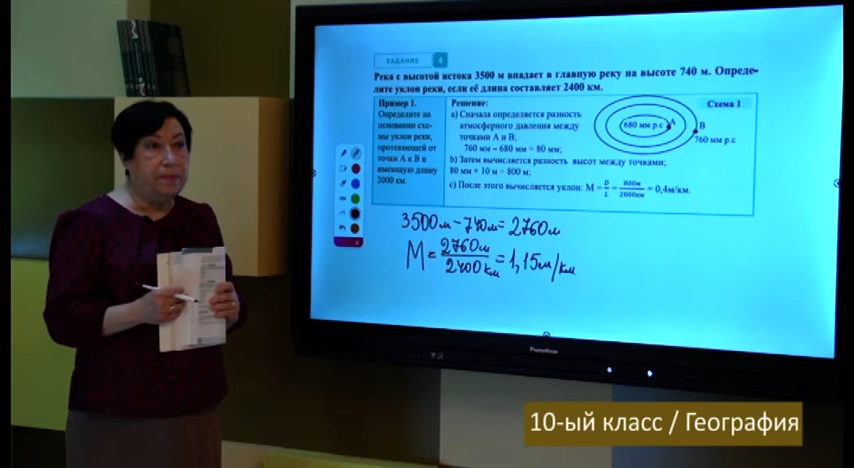 ЗАДАНИЕ 4
Река с высотой истока 3500 м впадает в главную реку на высоте 740 м. Опреде-
лите уклон реки, если её длина составляет 2400 км.
Пример 1.
Определите на
основании схе-
мы уклон реки,
протекающей от
точки А к В и
имеющую длину
2000 км.
Решение:
а) Сначала определяется разность
атмосферного давления между
точками А и В;
760 мм – 680 мм = 80 мм;
b) Затем вычисляется разность высот между точками;
80 мм × 10 м = 800 м;
c) После этого вычисляется уклон: М = D/L = 800м/2000км = 0,4м/км.
Схема 1
680 мм р.с
А
В
760 мм р.с
3500м – 740м = 2760м
М = 2760м/2400км = 1,15м/км
Promethean
10-ый класс / География